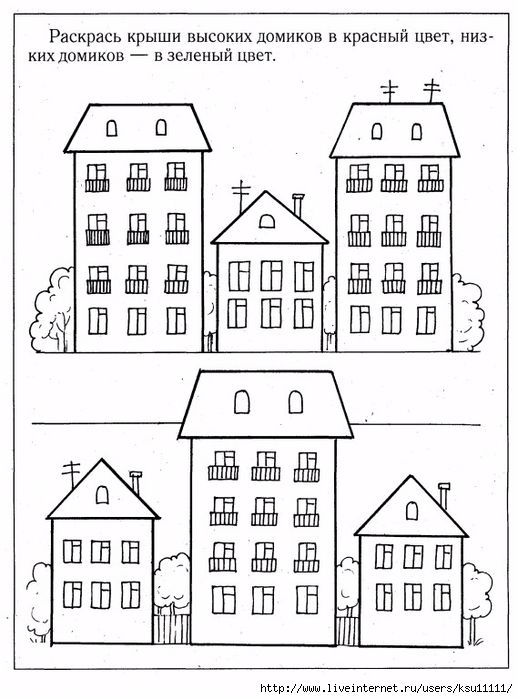 Раскрась крыши высоких домиков в красный цвет, низ-
ких домиков — в зеленый цвет.
http://www.liveinternet.ru/users/ksu11111/